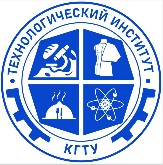 ТЕХНОЛОГИЧЕСКИЙ ИНСТИТУТ
КГТУ